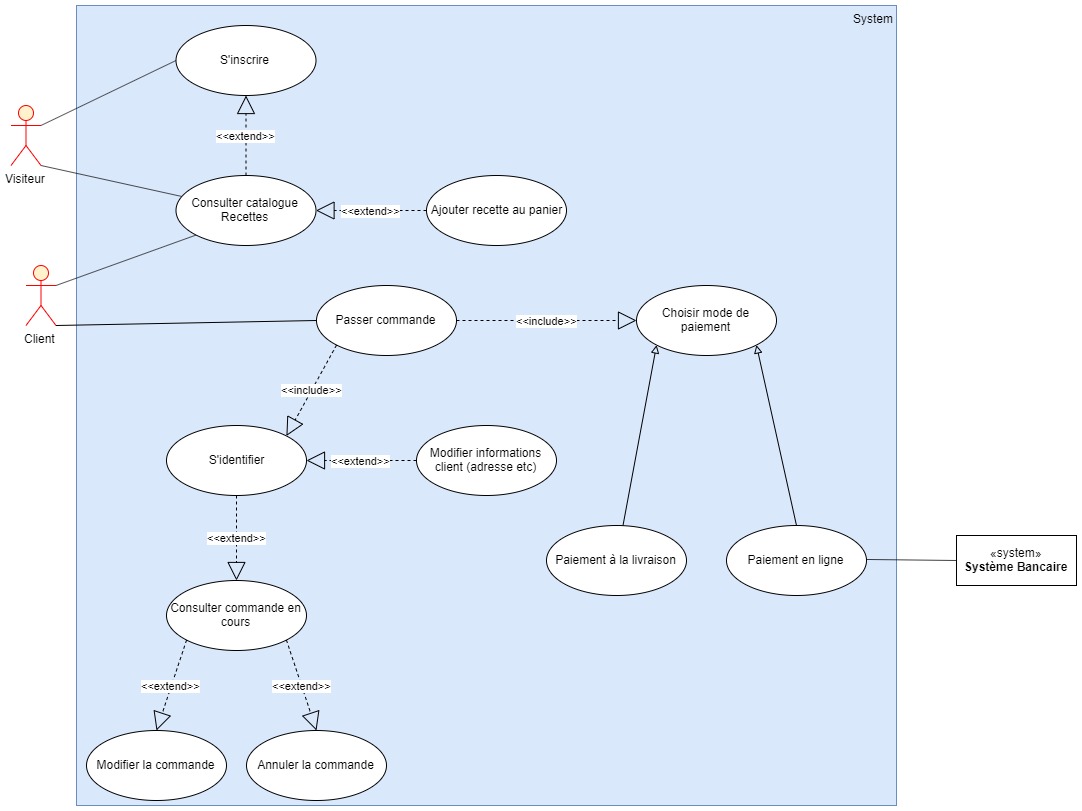 System
S'inscrire
<<extend>>
Visiteur
Consulter catalogue
Recettes
<<extend>>
Ajouter recette au panier
Client
Passer commande
<<include>>
Choisir mode de
paiement
<<include>>
S'identifier
<<extend>>
Modifier informations
client (adresse etc)
<<extend>>
Paiement à la livraison
Paiement en ligne
«system»
Système Bancaire
Consulter commande en
cours
<<extend>>
<<extend>>
Modifier la commande
Annuler la commande